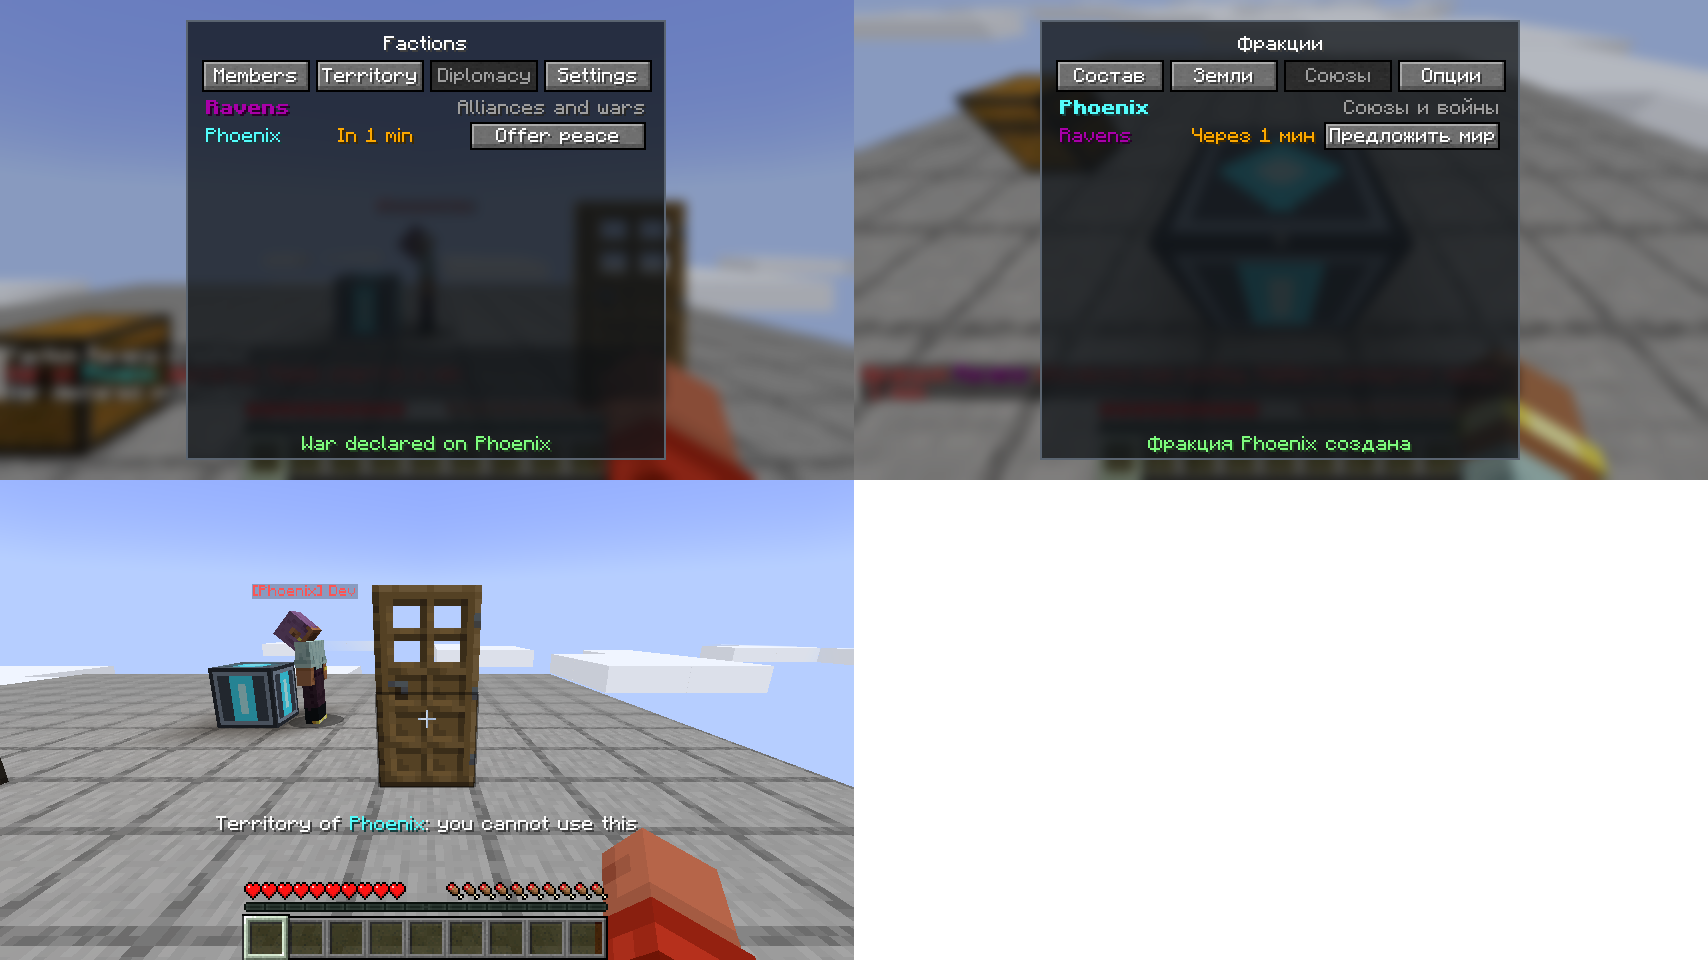 Factions
Members Territory Diplomacy Settings
Ravens Alliances and wars
Phoenix In 1 min Offer peace
War declared on Phoenix
Фракции
Состав Земли Союзы Опции
Phoenix Союзы и войны
Ravens Через 1 мин Предложить мир
Фракция Phoenix создана
[Phoenix] Dev
Territory of Phoenix: you cannot use this